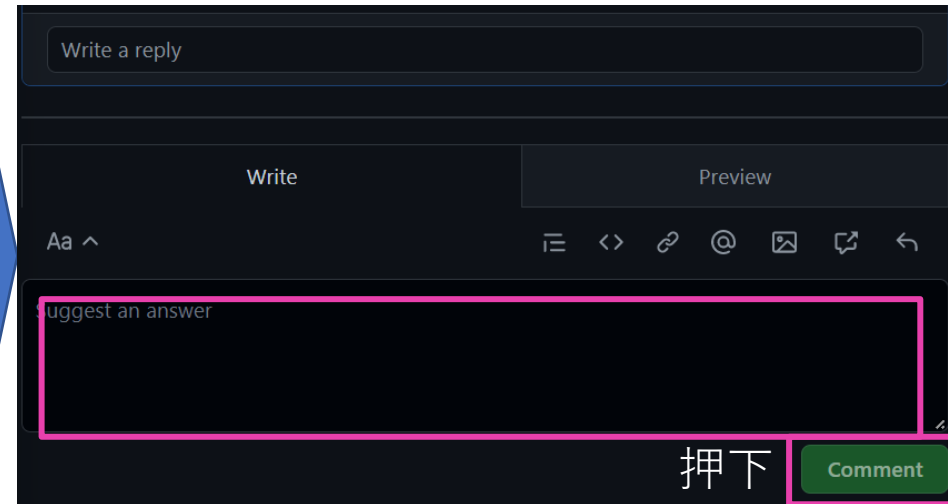 Write a reply
Write Preview
Aa
Suggest an answer
押下 Comment